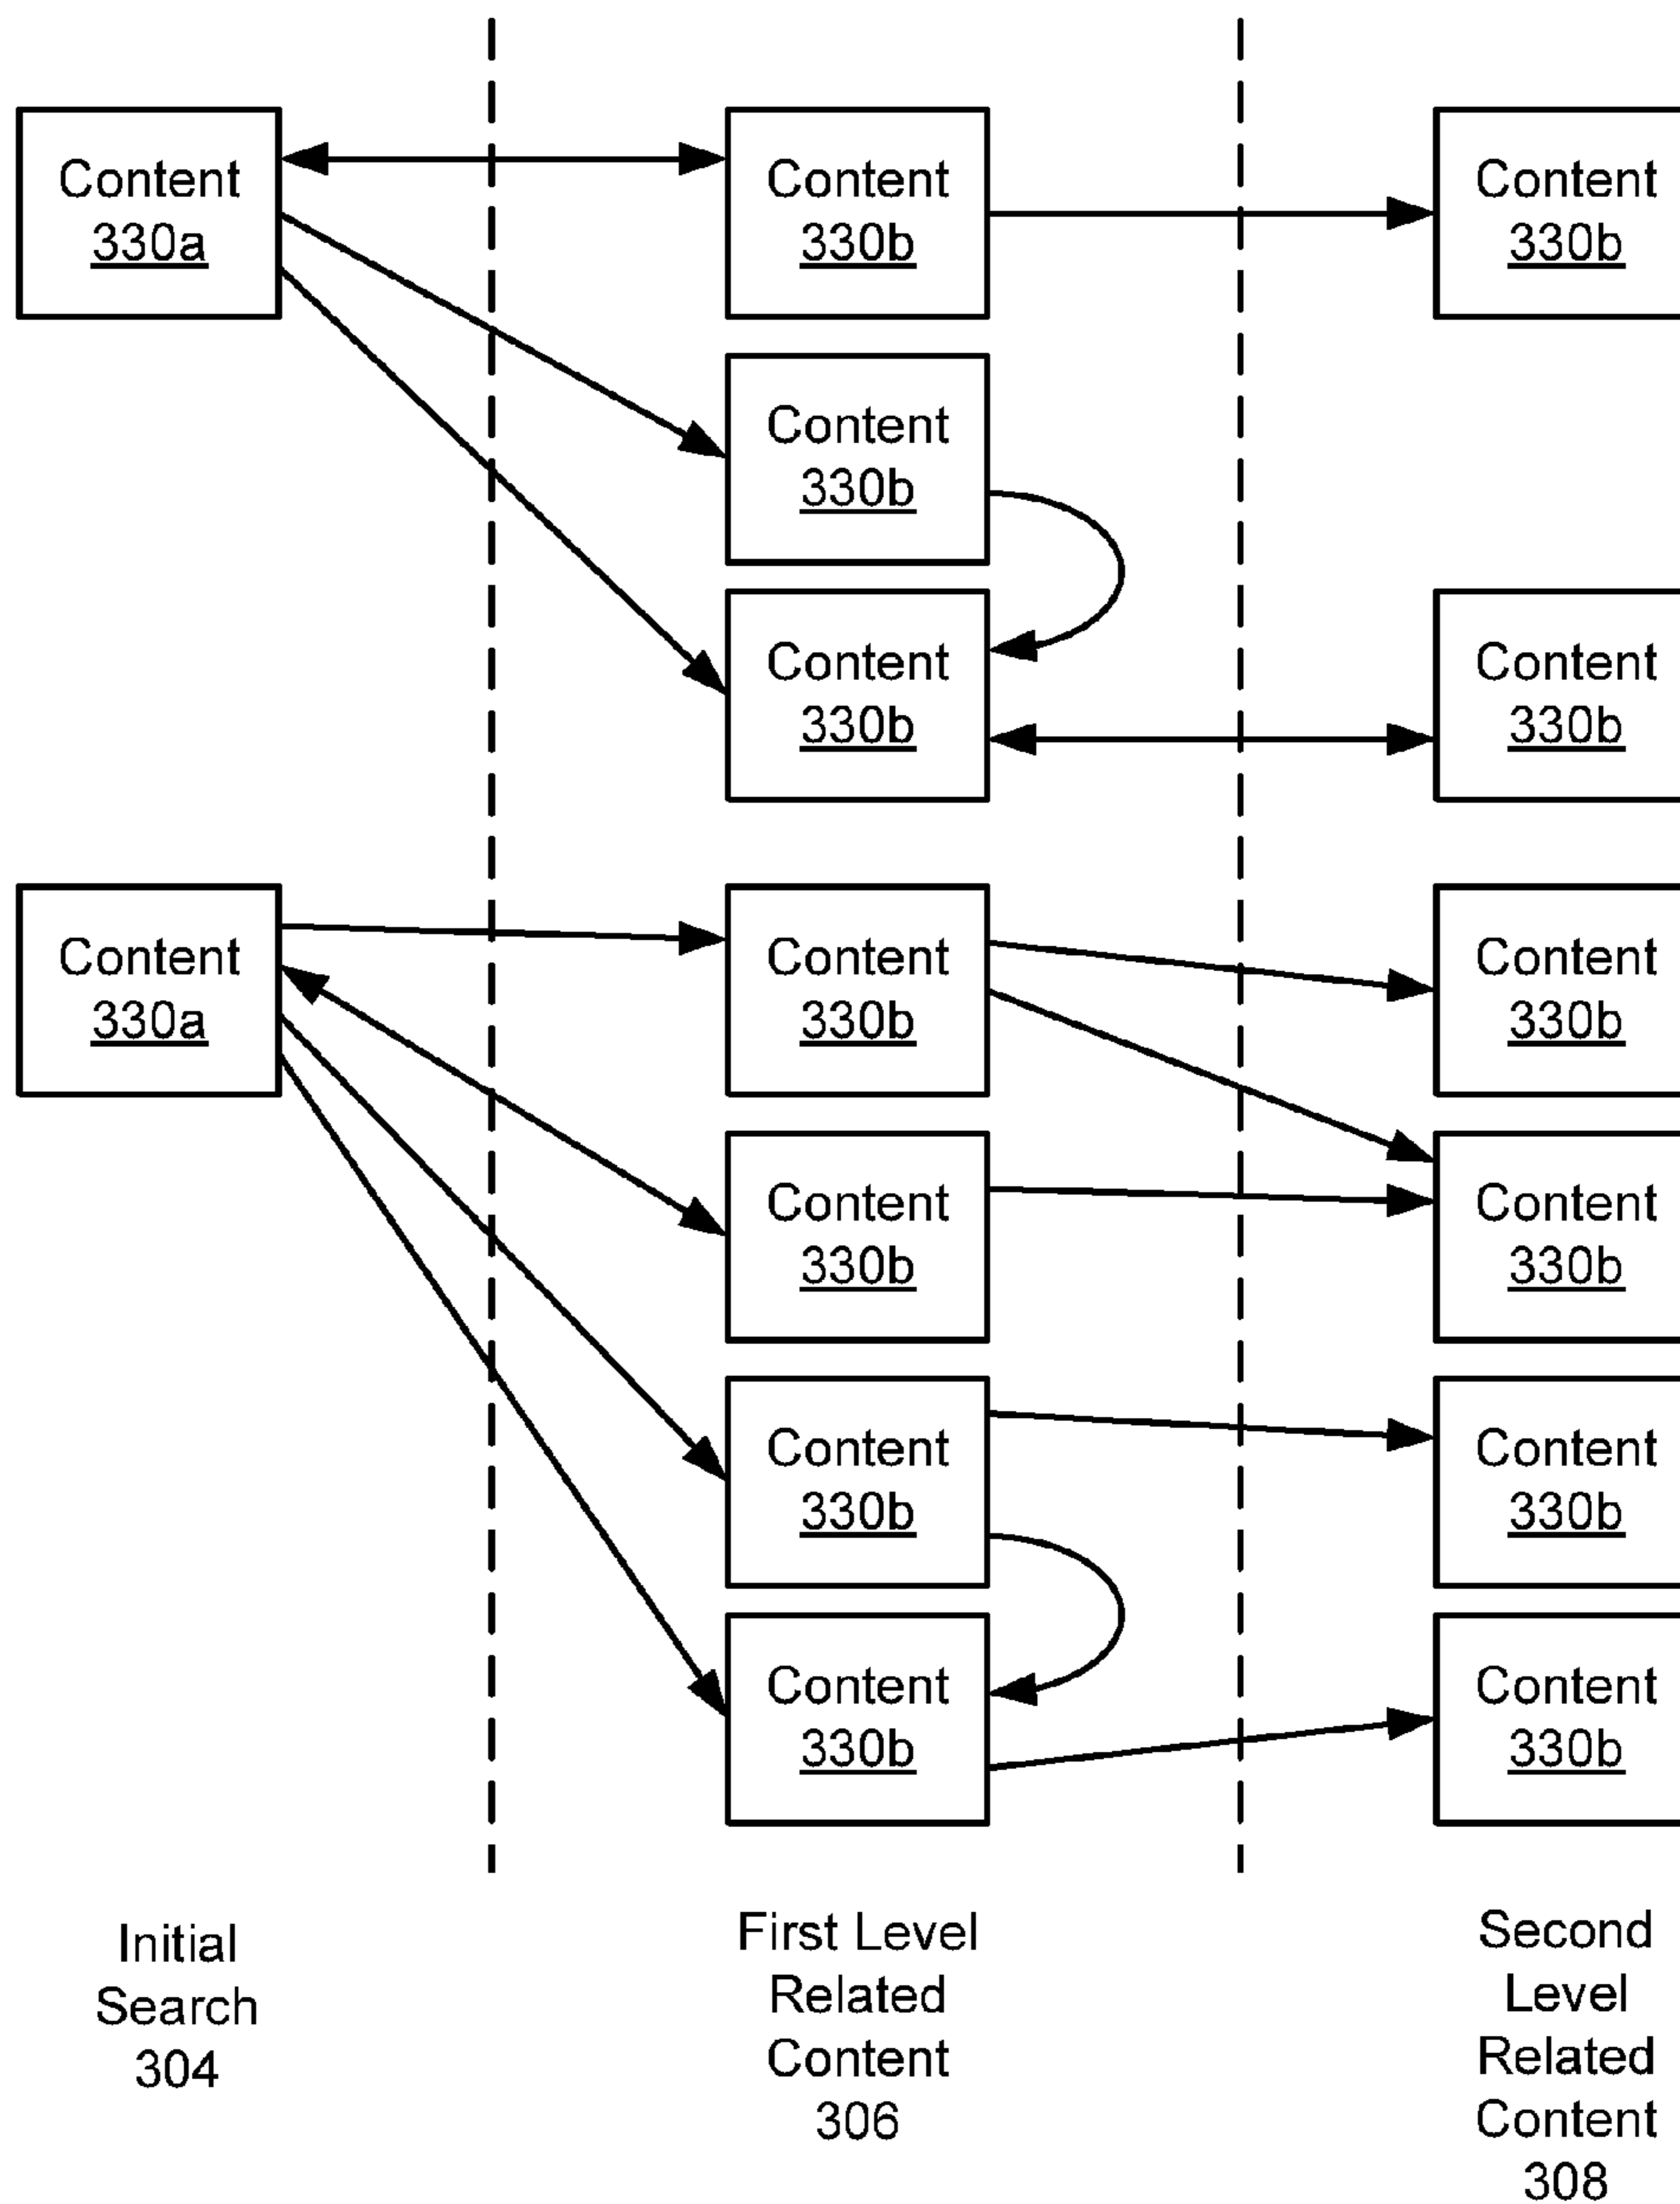 Content
330a
Content
330b
Content
330b
Content
330b
Content
330b
Content
330b
Content
330a
Content
330b
Content
330b
Content
330b
Content
330b
Content
330b
Content
330b
Content
330b
Content
330b
Initial
Search
304
First Level
Related
Content
306
Second
Level
Related
Content
308